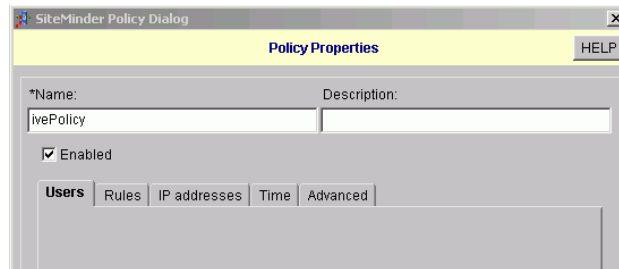 SiteMinder Policy Dialog
Policy Properties
HELP
*Name:
Description:
ivePolicy
Enabled
Users
Rules
IP addresses
Time
Advanced